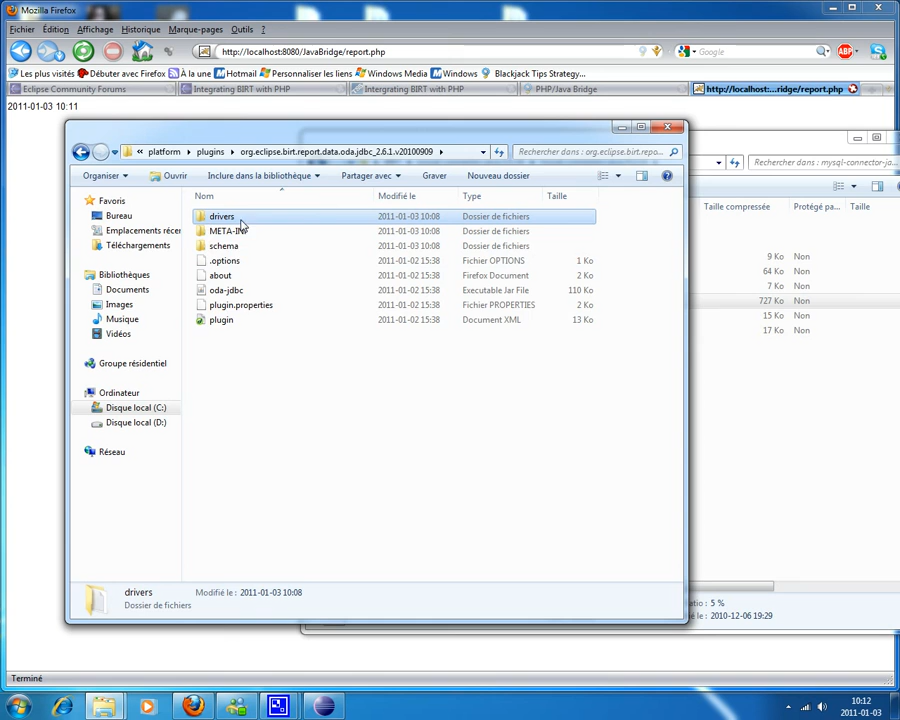 Mozilla Firefox
Fichier Édition Affichage Historique Marque-pages Outils ?
http://localhost:8080/JavaBridge/report.php
Google
ABP
Les plus visités Débuter avec Firefox À la une Hotmail Personnaliser les liens Windows Media Windows Blackjack Tips Strategy...
Eclipse Community Forums Integrating BIRT with PHP Intergrating BIRT with PHP PHP/Java Bridge http://localhost:...ridge/report.php
2011-01-03 10:11
« platform plugins org.eclipse.birt.report.data.oda.jdbc_2.6.1.v20100909
Rechercher dans : org.eclipse.birt.repo...
Rechercher dans : mysql-connector-ja...
Organiser Ouvrir Inclure dans la bibliothèque Partager avec Graver Nouveau dossier
Nom Modifié le Type Taille
Taille compressée Protégé pa... Taille
Favoris
Bureau
Emplacements récen
Téléchargements
Bibliothèques
Documents
Images
Musique
Vidéos
Groupe résidentiel
Ordinateur
Disque local (C:)
Disque local (D:)
Réseau
drivers 2011-01-03 10:08 Dossier de fichiers
META-INF 2011-01-03 10:08 Dossier de fichiers
schema 2011-01-03 10:08 Dossier de fichiers
.options 2011-01-02 15:38 Fichier OPTIONS 1 Ko
about 2011-01-02 15:38 Firefox Document 2 Ko
oda-jdbc 2011-01-02 15:38 Executable Jar File 110 Ko
plugin.properties 2011-01-02 15:38 Fichier PROPERTIES 2 Ko
plugin 2011-01-02 15:38 Document XML 13 Ko
9 Ko Non
64 Ko Non
7 Ko Non
727 Ko Non
15 Ko Non
17 Ko Non
drivers Modifié le : 2011-01-03 10:08
Dossier de fichiers
atio : 5 %
2010-12-06 19:29
Terminé
10:12
2011-01-03